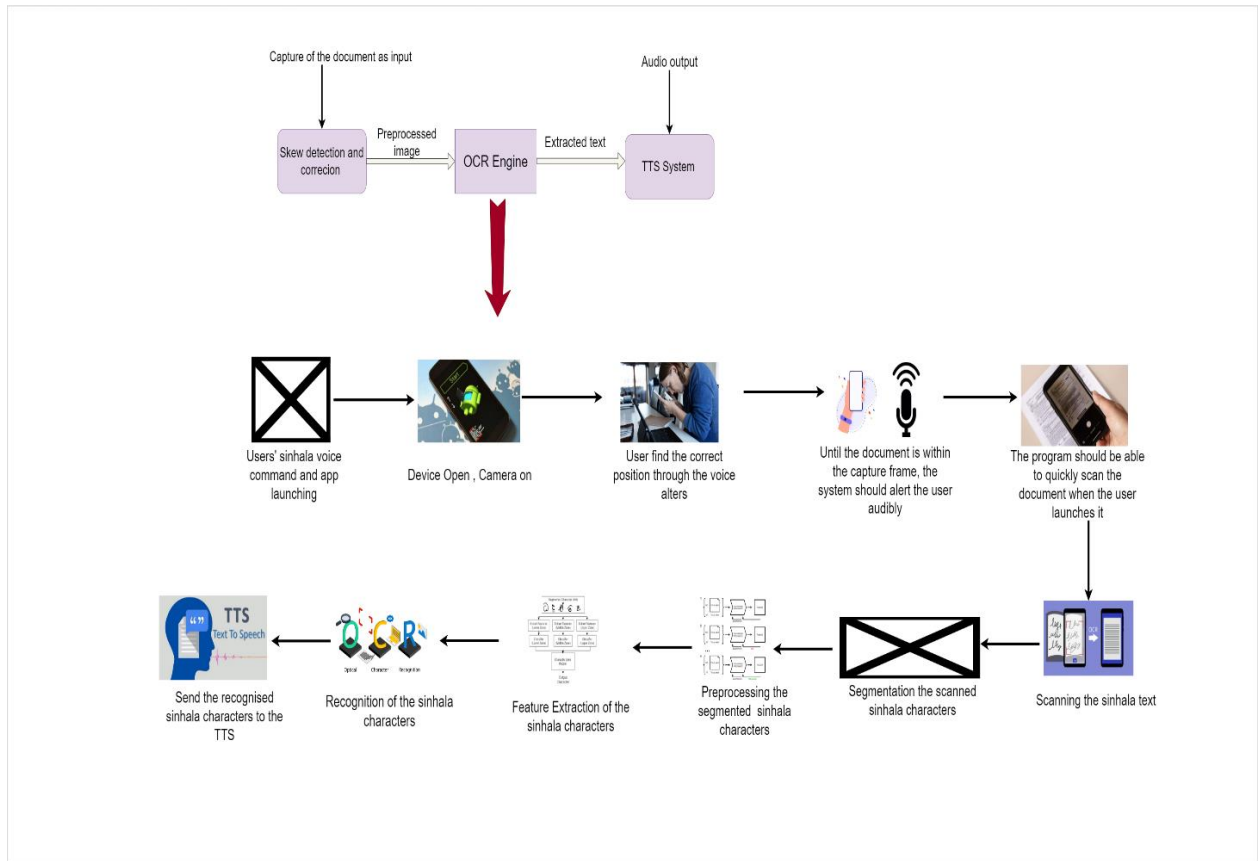 Capture of the document as input
Audio output
Skew detection and
correcion
Preprocessed
image
OCR Engine
Extracted text
TTS System
Users' sinhala voice
command and app
launching
Start
Device Open , Camera on
User find the correct
position through the voice
alters
Until the document is within
the capture frame, the
system should alert the user
audibly
The program should be able
to quickly scan the
document when the user
launches it
TTS
Text To Speech
Send the recognised
sinhala characters to the
TTS
O C R
Optical Character Recognition
Recognition of the sinhala
characters
Feature Extraction of the
sinhala characters
Preprocessing the
segmented sinhala
characters
Segmentation the scanned
sinhala characters
OCR
Scanning the sinhala text